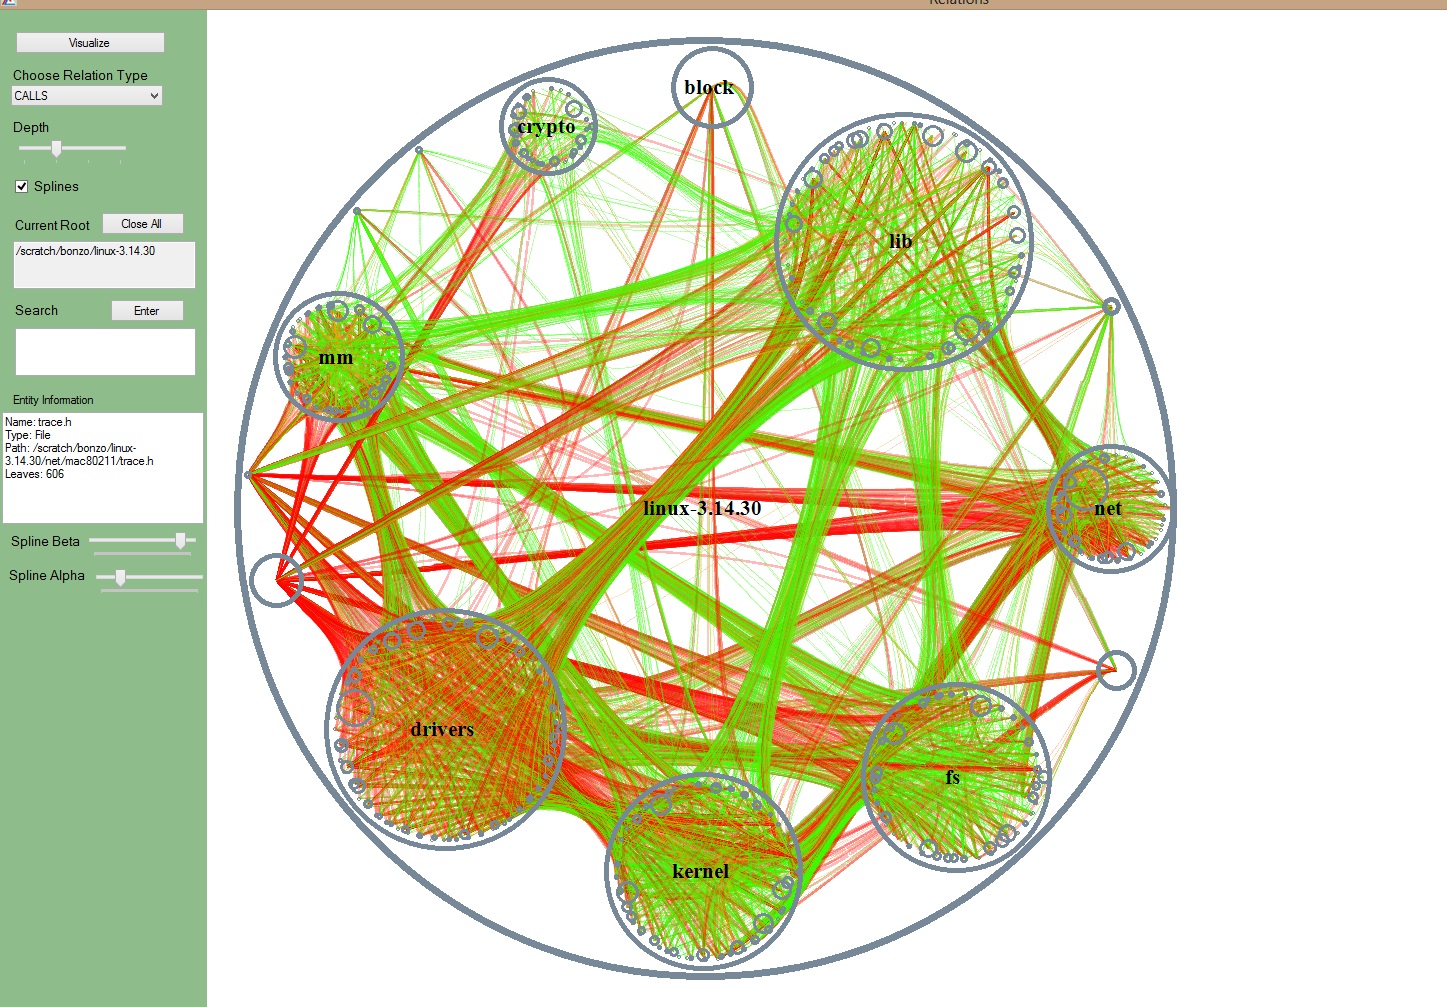 Relations
Visualize
Choose Relation Type
CALLS
Depth
Splines
Current Root
Close All
/scratch/bonzo/linux-3.14.30
Search
Enter
Entity Information
Name: trace.h
Type: File
Path: /scratch/bonzo/linux-
3.14.30/net/mac80211/trace.h
Leaves: 606
Spline Beta
Spline Alpha
block
crypto
lib
mm
linux-3.14.30
net
drivers
fs
kernel